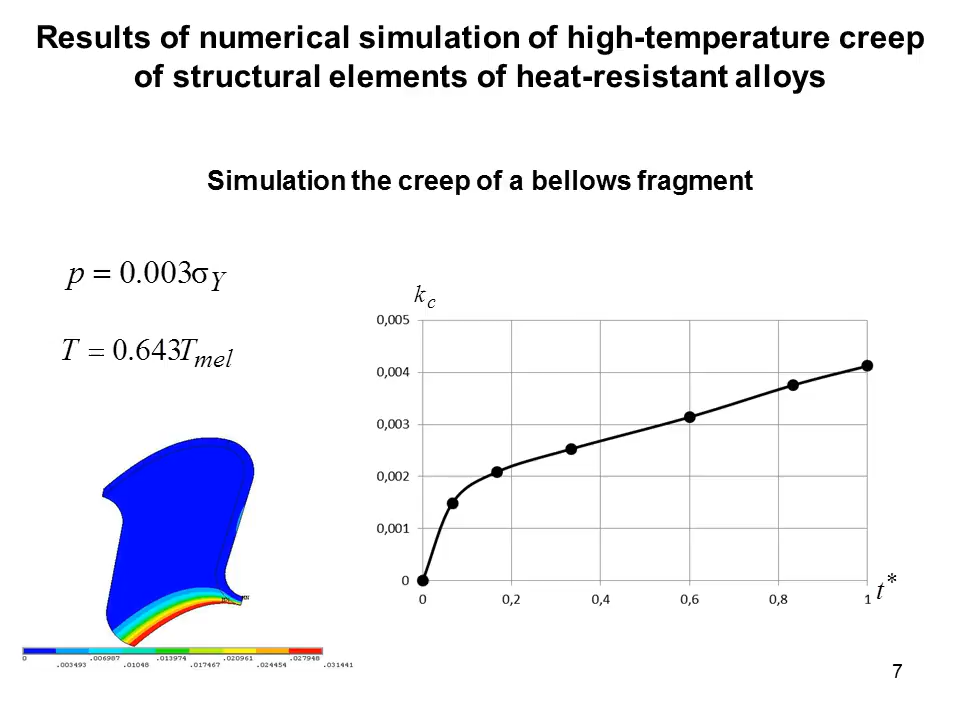 Results of numerical simulation of high-temperature creep
of structural elements of heat-resistant alloys
Simulation the creep of a bellows fragment
p = 0.003σY
T = 0.643Tmel
kc
0,005
0,004
0,003
0,002
0,001
0
0 0,2 0,4 0,6 0,8 1
t*
0 .006987 .013974 .020961 .027948
.003493 .01048 .017467 .024454 .031441
7